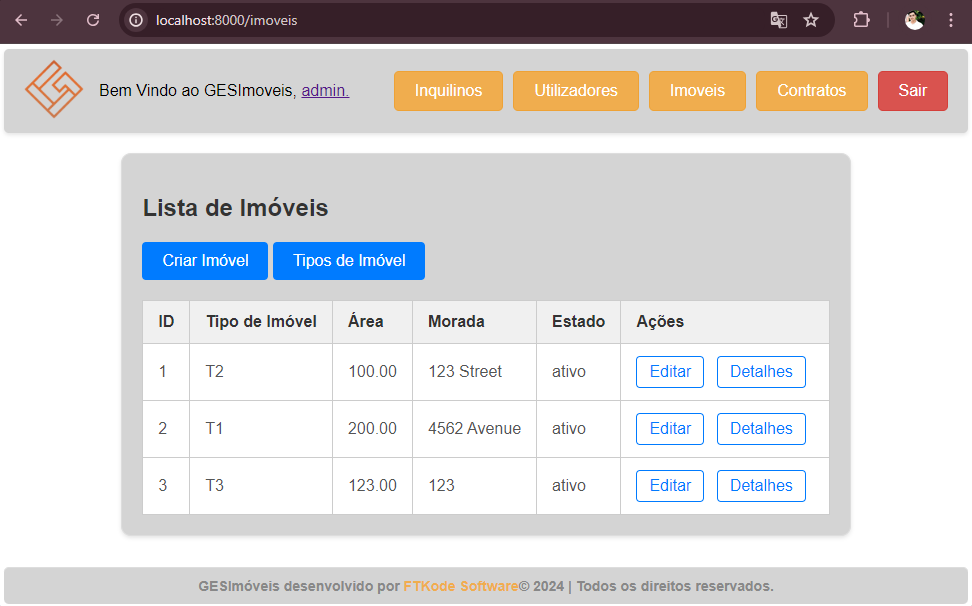 localhost:8000/imoveis
Bem Vindo ao GESImoveis, admin. Inquilinos Utilizadores Imoveis Contratos Sair
Lista de Imóveis
Criar Imóvel Tipos de Imóvel
ID Tipo de Imóvel Área Morada Estado Ações
1 T2 100.00 123 Street ativo Editar Detalhes
2 T1 200.00 4562 Avenue ativo Editar Detalhes
3 T3 123.00 123 ativo Editar Detalhes
GESImóveis desenvolvido por FTKode Software© 2024 | Todos os direitos reservados.